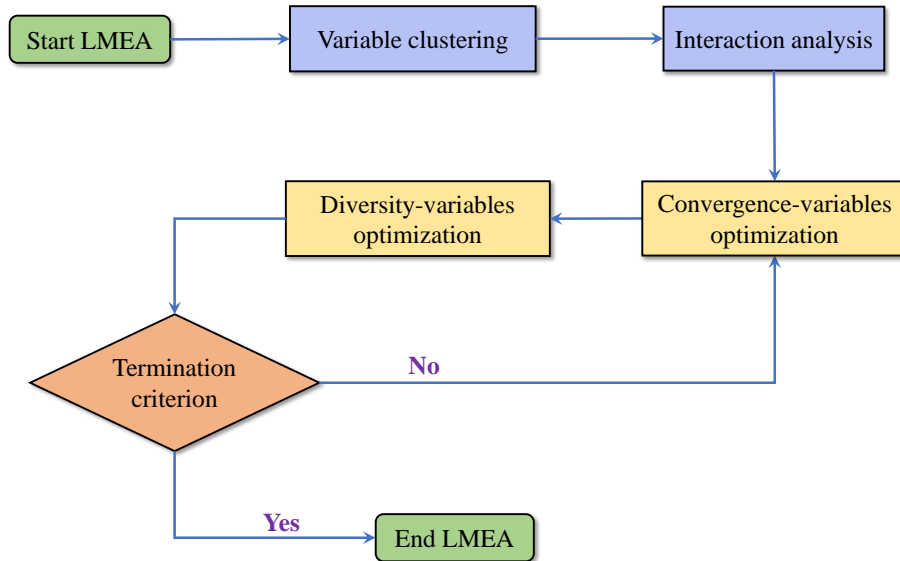 Start LMEA
Variable clustering
Interaction analysis
Convergence-variables
optimization
Diversity-variables
optimization
Termination
criterion
No
Yes
End LMEA